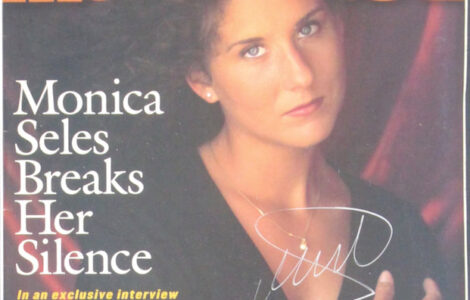 Monica
Seles
Breaks
Her
Silence
In an exclusive interview